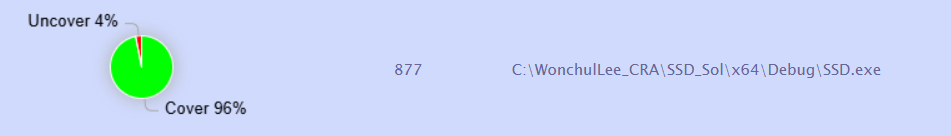 Uncover 4%
877 C:\WonchulLee_CRA\SSD_Sol\x64\Debug\SSD.exe
Cover 96%